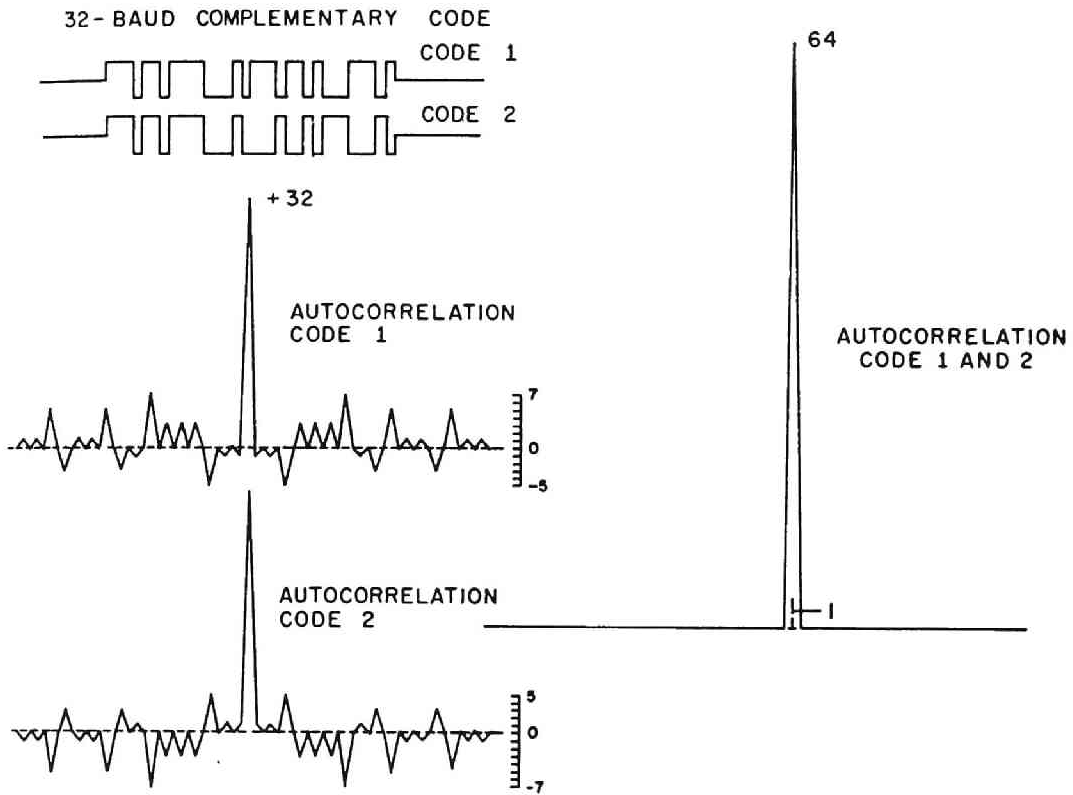 32-BAUD COMPLEMENTARY CODE
CODE 1
CODE 2
+32
AUTOCORRELATION
CODE 1
7
0
-5
AUTOCORRELATION
CODE 2
5
0
-7
64
AUTOCORRELATION
CODE 1 AND 2
1